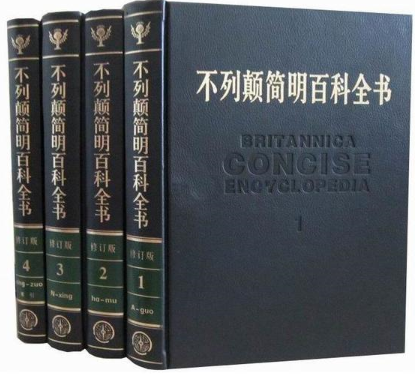 不列颠简明百科全书
修订版
4
不列颠简明百科全书
修订版
3
N-xing
不列颠简明百科全书
修订版
2
ha-niu
不列颠简明百科全书
修订版
1
A-guo
不列颠简明百科全书
BRITANNICA
CONCISE
ENCYCLOPEDIA
1